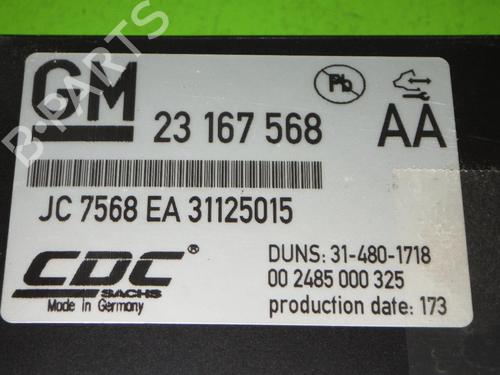 GM
Pb
23 167 568
AA
JC 7568 EA 31125015
CDC®
SACHS
Made in Germany
DUNS: 31-480-1718
00 2485 000 325
production date: 173
B-PARTS